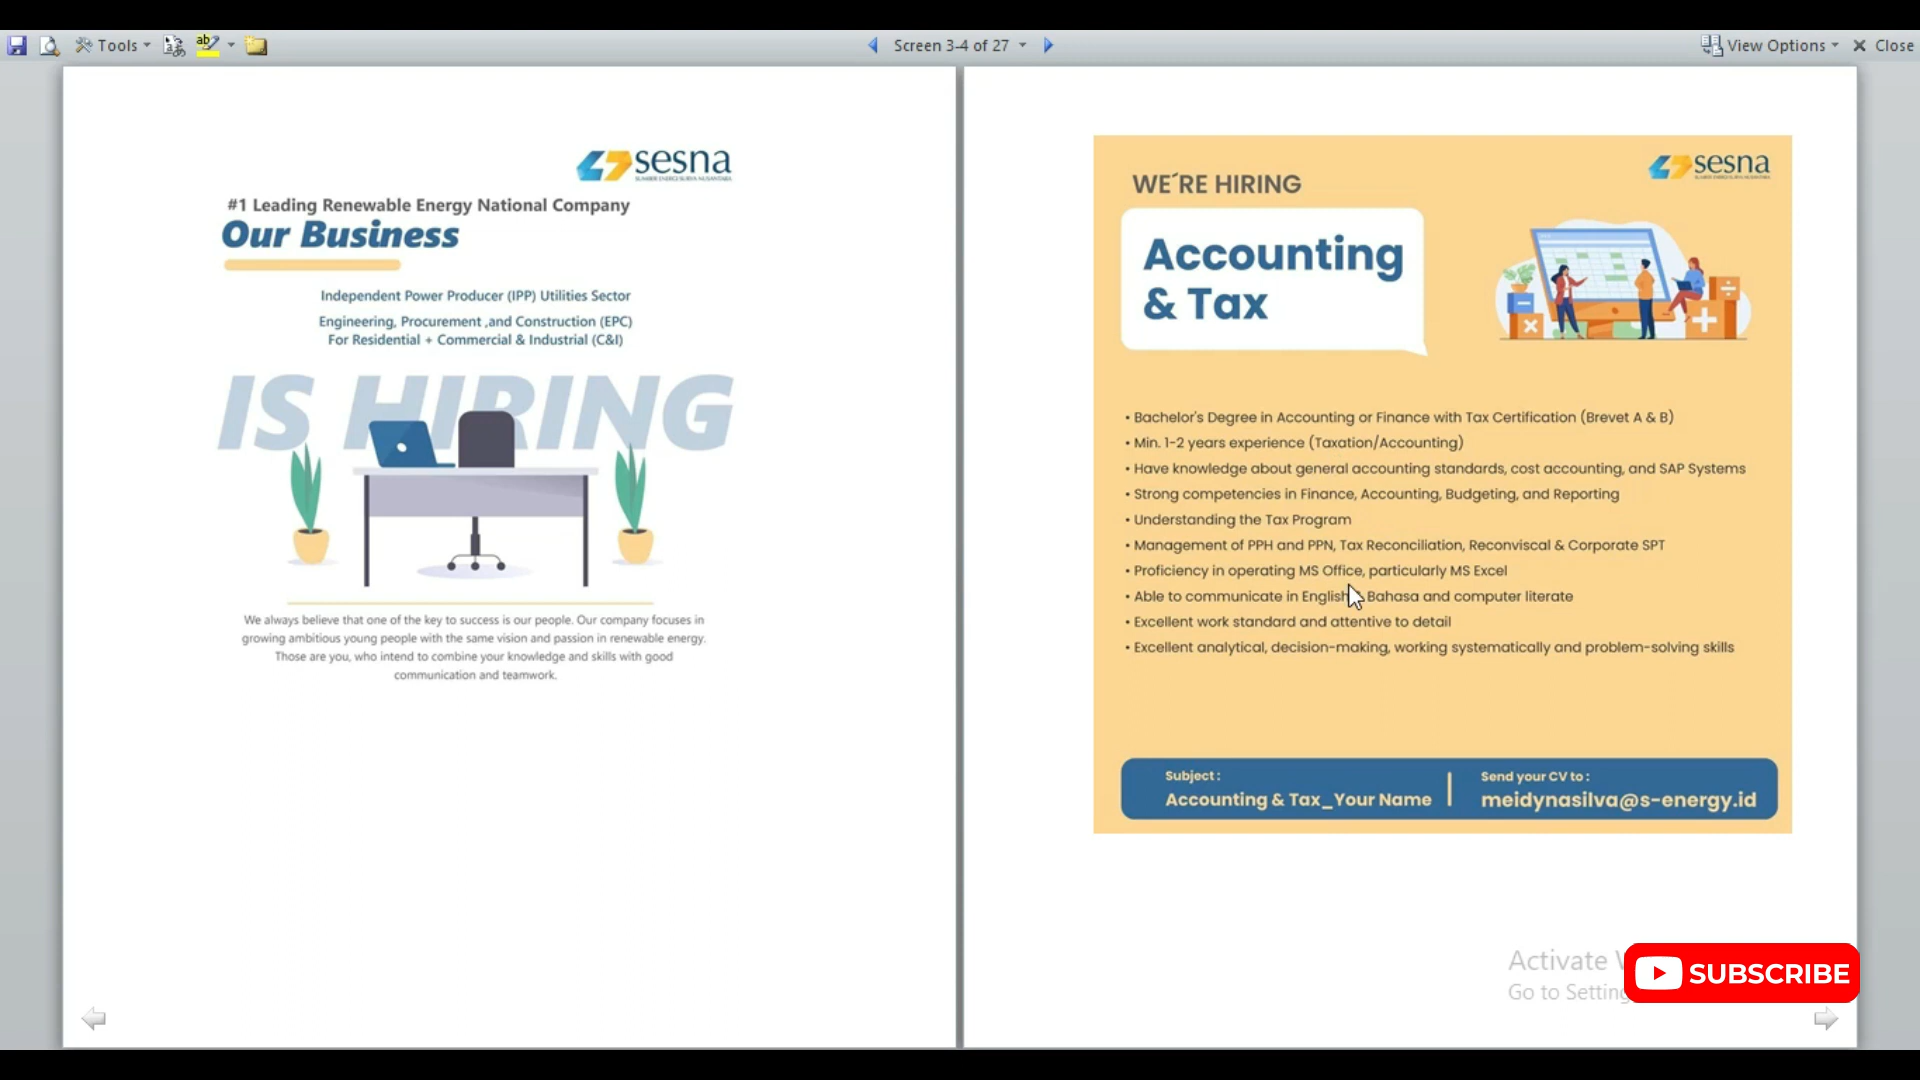 Tools
Screen 3-4 of 27
View Options
Close
sesna
#1 Leading Renewable Energy National Company
Our Business
Independent Power Producer (IPP) Utilities Sector
Engineering, Procurement ,and Construction (EPC)
For Residential + Commercial & Industrial (C&I)
IS HIRING
We always believe that one of the key to success is our people. Our company focuses in
growing ambitious young people with the same vision and passion in renewable energy.
Those are you, who intend to combine your knowledge and skills with good
communication and teamwork.
sesna
WE´RE HIRING
Accounting
& Tax
• Bachelor's Degree in Accounting or Finance with Tax Certification (Brevet A & B)
• Min. 1-2 years experience (Taxation/Accounting)
• Have knowledge about general accounting standards, cost accounting, and SAP Systems
• Strong competencies in Finance, Accounting, Budgeting, and Reporting
• Understanding the Tax Program
• Management of PPH and PPN, Tax Reconciliation, Reconviscal & Corporate SPT
• Proficiency in operating MS Office, particularly MS Excel
• Able to communicate in English Bahasa and computer literate
• Excellent work standard and attentive to detail
• Excellent analytical, decision-making, working systematically and problem-solving skills
Subject :
Accounting & Tax_Your Name
Send your CV to :
meidynasilva@s-energy.id
Activate
Go to
SUBSCRIBE